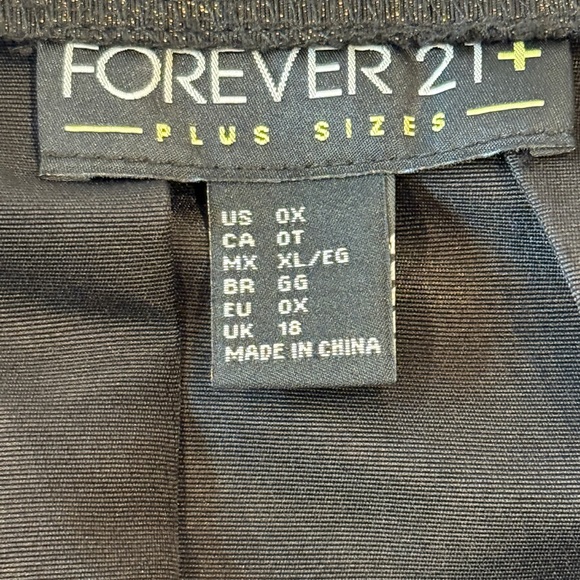 FOREVER 21+
PLUS SIZES
US 0X
CA 0T
MX XL/EG
BR GG
EU 0X
UK 18
MADE IN CHINA